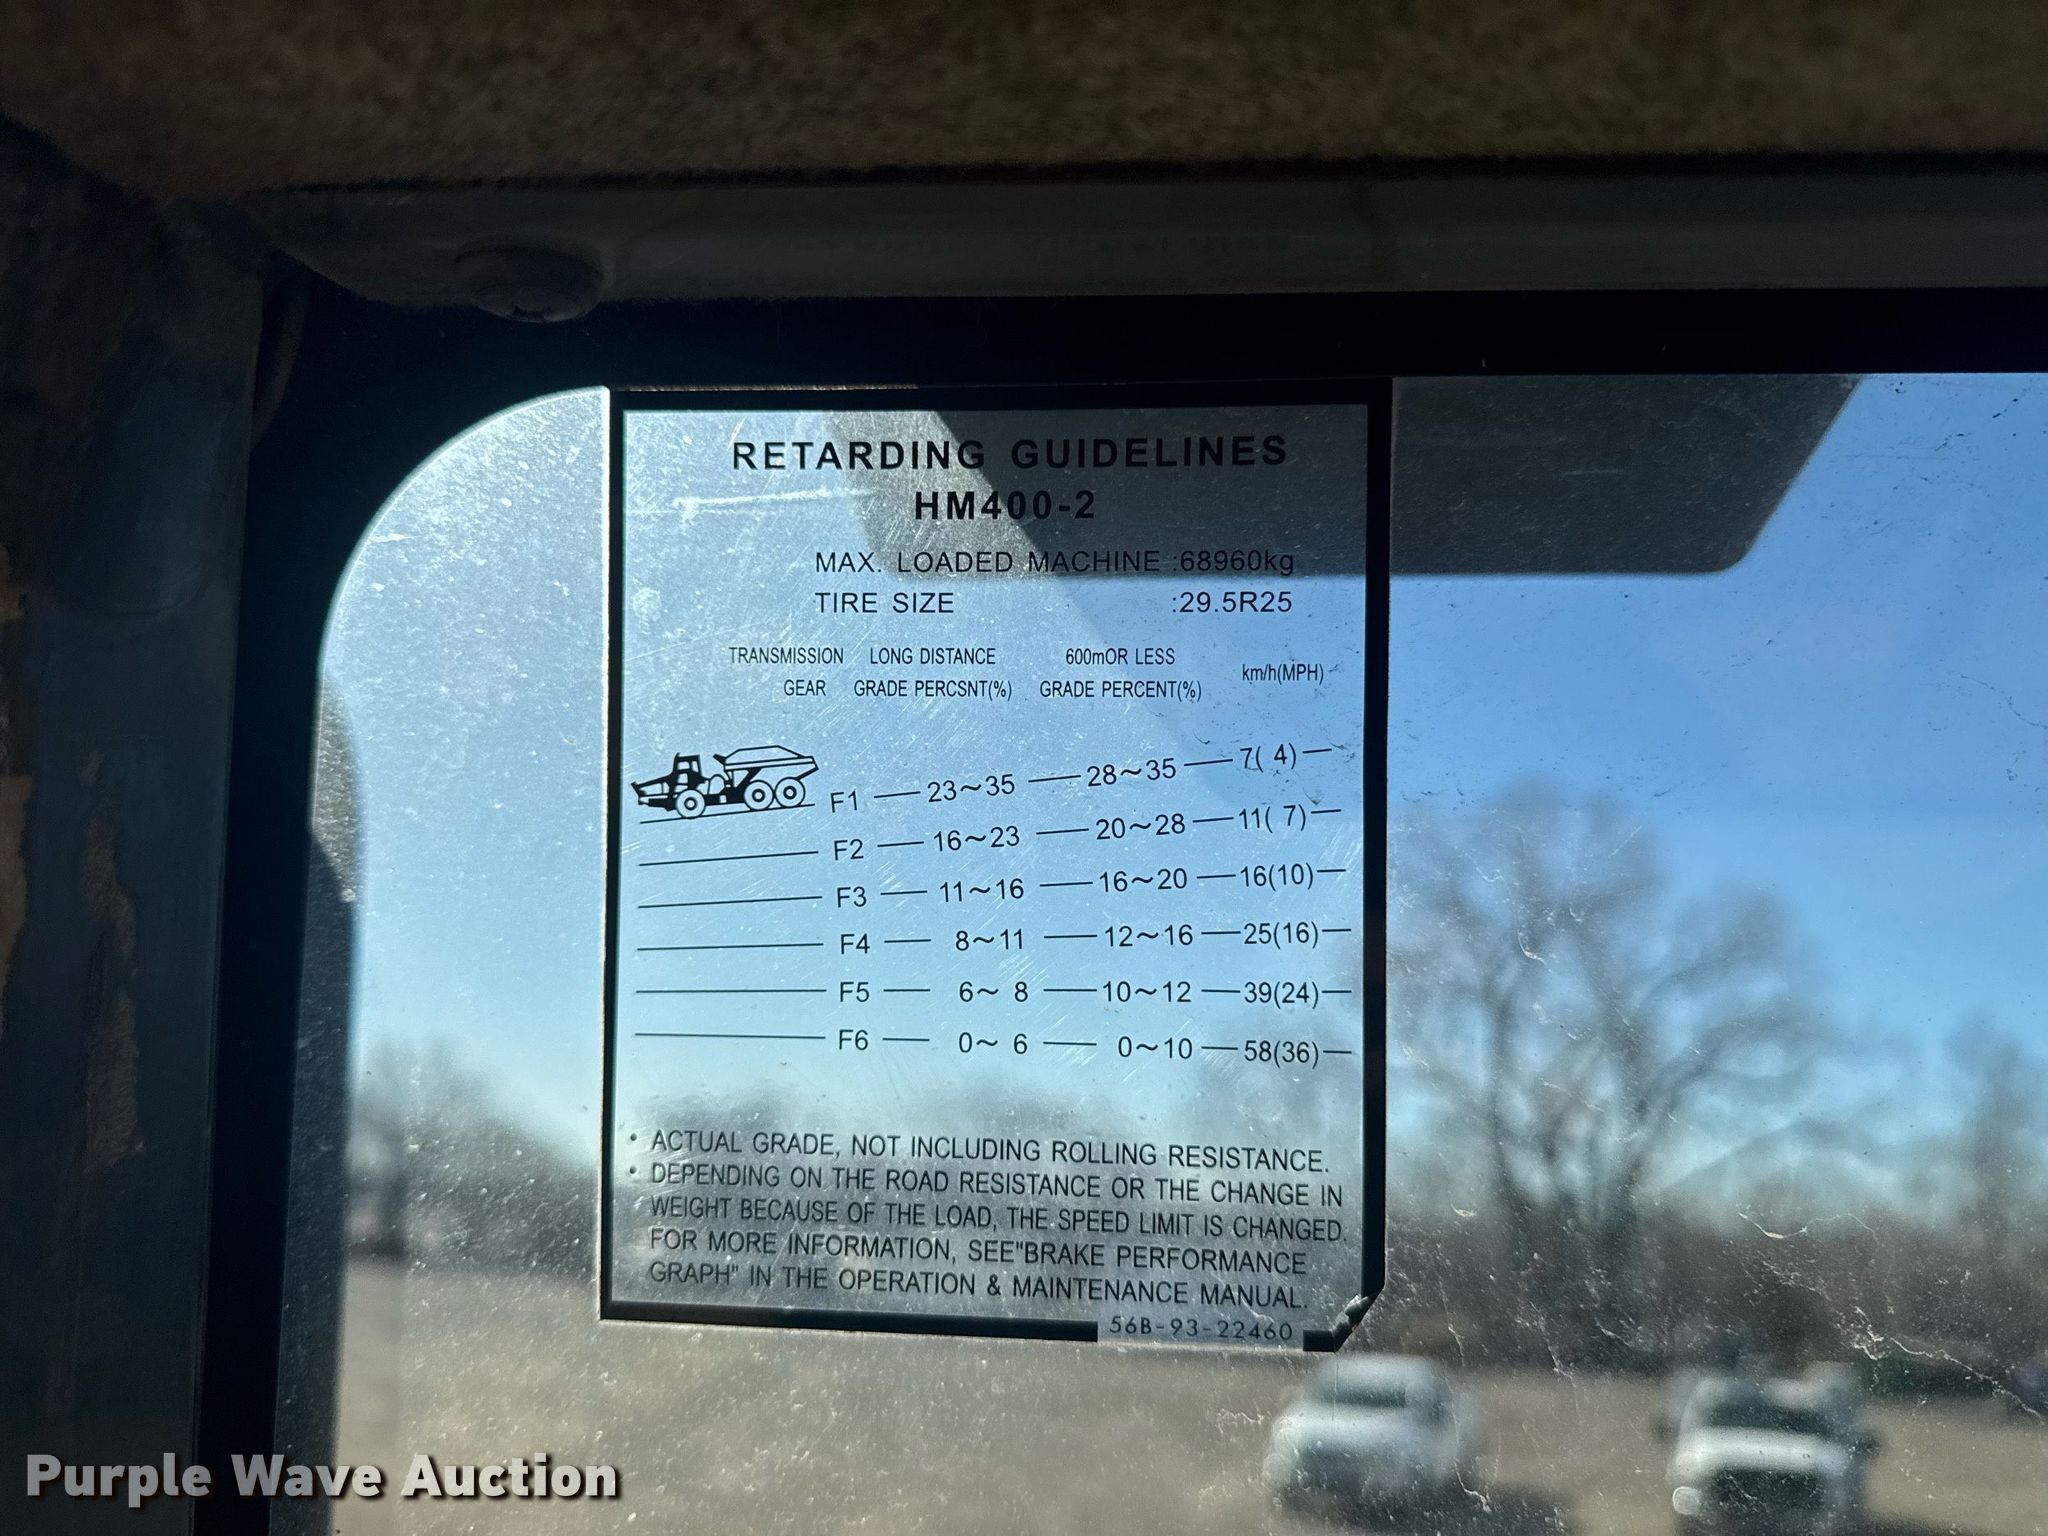 RETARDING GUIDELINES
HM400-2
MAX. LOADED MACHINE :68960kg
TIRE SIZE :29.5R25
TRANSMISSION LONG DISTANCE 600mOR LESS km/h(MPH)
GEAR GRADE PERCSNT(%) GRADE PERCENT(%)
F1 — 23~35 — 28~35 — 7( 4) —
F2 — 16~23 — 20~28 — 11( 7) —
F3 — 11~16 — 16~20 — 16(10) —
F4 — 8~11 — 12~16 — 25(16) —
F5 — 6~ 8 — 10~12 — 39(24) —
F6 — 0~ 6 — 0~10 — 58(36) —
• ACTUAL GRADE, NOT INCLUDING ROLLING RESISTANCE.
• DEPENDING ON THE ROAD RESISTANCE OR THE CHANGE IN
WEIGHT BECAUSE OF THE LOAD, THE SPEED LIMIT IS CHANGED.
FOR MORE INFORMATION, SEE"BRAKE PERFORMANCE
GRAPH" IN THE OPERATION & MAINTENANCE MANUAL.
56B-93-22460
Purple Wave Auction